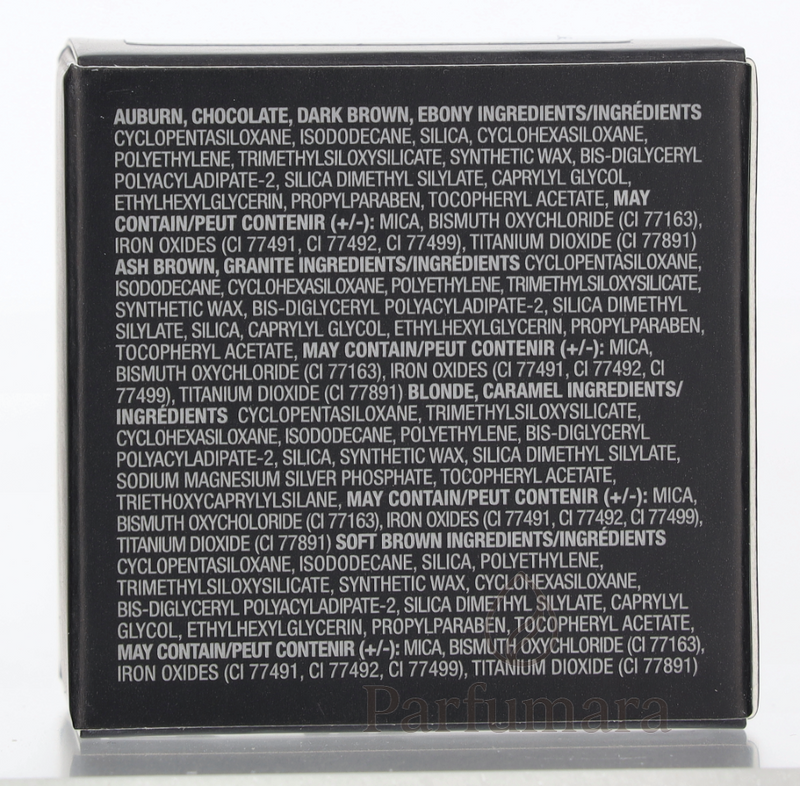 AUBURN, CHOCOLATE, DARK BROWN, EBONY INGREDIENTS/INGRÉDIENTS
CYCLOPENTASILOXANE, ISODODECANE, SILICA, CYCLOHEXASILOXANE,
POLYETHYLENE, TRIMETHYLSILOXYSILICATE, SYNTHETIC WAX, BIS-DIGLYCERYL
POLYACYLADIPATE-2, SILICA DIMETHYL SILYLATE, CAPRYLYL GLYCOL,
ETHYLHEXYLGLYCERIN, PROPYLPARABEN, TOCOPHERYL ACETATE, MAY
CONTAIN/PEUT CONTENIR (+/-): MICA, BISMUTH OXYCHLORIDE (CI 77163),
IRON OXIDES (CI 77491, CI 77492, CI 77499), TITANIUM DIOXIDE (CI 77891)
ASH BROWN, GRANITE INGREDIENTS/INGRÉDIENTS CYCLOPENTASILOXANE,
ISODODECANE, CYCLOHEXASILOXANE, POLYETHYLENE, TRIMETHYLSILOXYSILICATE,
SYNTHETIC WAX, BIS-DIGLYCERYL POLYACYLADIPATE-2, SILICA DIMETHYL
SILYLATE, SILICA, CAPRYLYL GLYCOL, ETHYLHEXYLGLYCERIN, PROPYLPARABEN,
TOCOPHERYL ACETATE, MAY CONTAIN/PEUT CONTENIR (+/-): MICA,
BISMUTH OXYCHLORIDE (CI 77163), IRON OXIDES (CI 77491, CI 77492, CI
77499), TITANIUM DIOXIDE (CI 77891) BLONDE, CARAMEL INGREDIENTS/
INGRÉDIENTS CYCLOPENTASILOXANE, TRIMETHYLSILOXYSILICATE,
CYCLOHEXASILOXANE, ISODODECANE, POLYETHYLENE, BIS-DIGLYCERYL
POLYACYLADIPATE-2, SILICA, SYNTHETIC WAX, SILICA DIMETHYL SILYLATE,
SODIUM MAGNESIUM SILVER PHOSPHATE, TOCOPHERYL ACETATE,
TRIETHOXYCAPRYLYLSILANE, MAY CONTAIN/PEUT CONTENIR (+/-): MICA,
BISMUTH OXYCHOLORIDE (CI 77163), IRON OXIDES (CI 77491, CI 77492, CI 77499),
TITANIUM DIOXIDE (CI 77891) SOFT BROWN INGREDIENTS/INGRÉDIENTS
CYCLOPENTASILOXANE, ISODODECANE, SILICA, POLYETHYLENE,
TRIMETHYLSILOXYSILICATE, SYNTHETIC WAX, CYCLOHEXASILOXANE,
BIS-DIGLYCERYL POLYACYLADIPATE-2, SILICA DIMETHYL SILYLATE, CAPRYLYL
GLYCOL, ETHYLHEXYLGLYCERIN, PROPYLPARABEN, TOCOPHERYL ACETATE,
MAY CONTAIN/PEUT CONTENIR (+/-): MICA, BISMUTH OXYCHLORIDE (CI 77163),
IRON OXIDES (CI 77491, CI 77492, CI 77499), TITANIUM DIOXIDE (CI 77891)
Parfumara